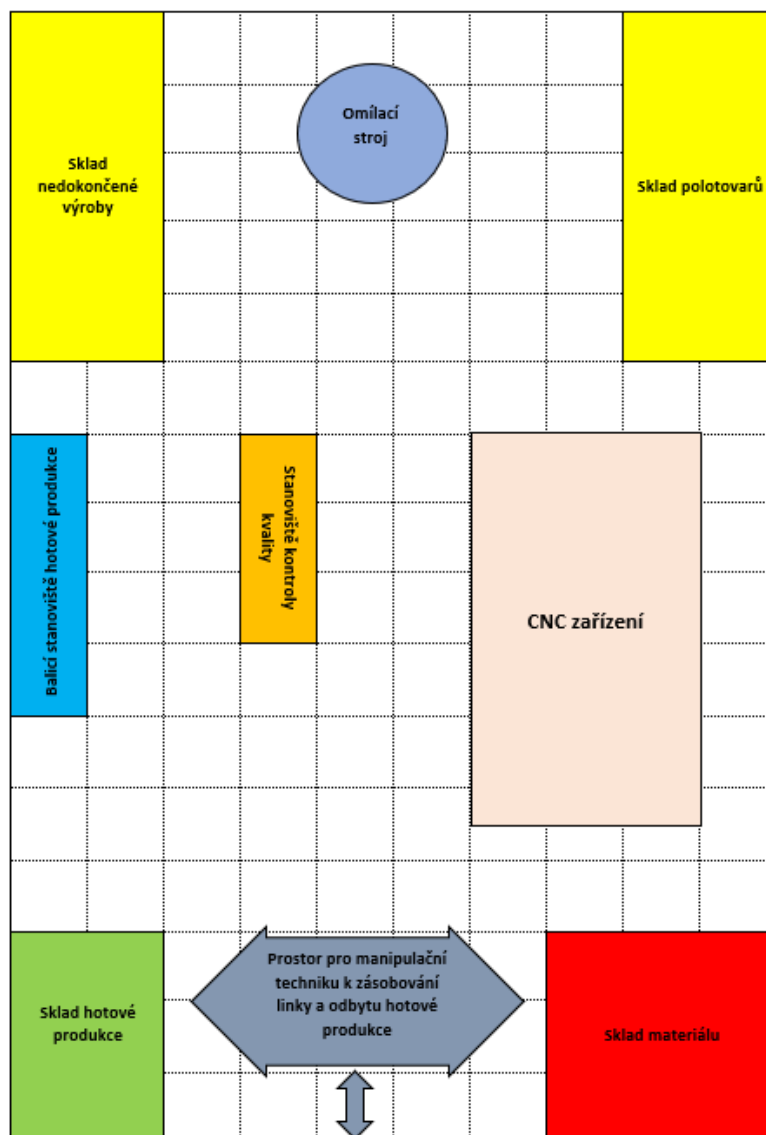 Omílací
stroj
Sklad
nedokončené
výroby
Sklad polotovarů
Balicí stanoviště hotové produkce
Stanoviště kontroly
kvality
CNC zařízení
Prostor pro manipulační
techniku k zásobování
linky a odbytu hotové
produkce
Sklad hotové
produkce
Sklad materiálu